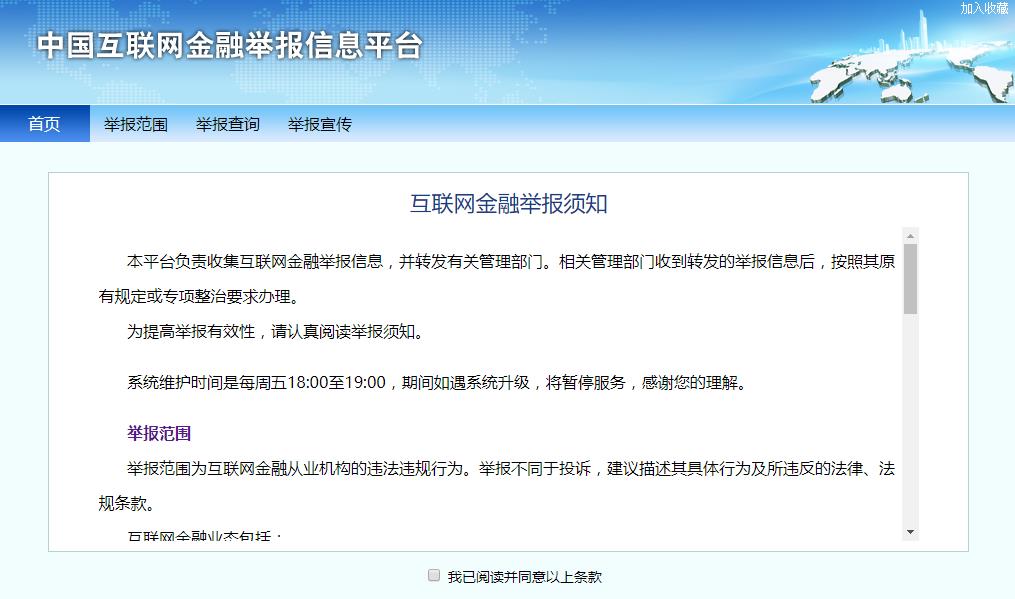 加入收藏
中国互联网金融举报信息平台
首页 举报范围 举报查询 举报宣传
互联网金融举报须知
本平台负责收集互联网金融举报信息，并转发有关管理部门。相关管理部门收到转发的举报信息后，按照其原
有规定或专项整治要求办理。
为提高举报有效性，请认真阅读举报须知。
系统维护时间是每周五18:00至19:00，期间如遇系统升级，将暂停服务，感谢您的理解。
举报范围
举报范围为互联网金融从业机构的违法违规行为。举报不同于投诉，建议描述其具体行为及所违反的法律、法
规条款。
互联网金融业态包括：
我已阅读并同意以上条款